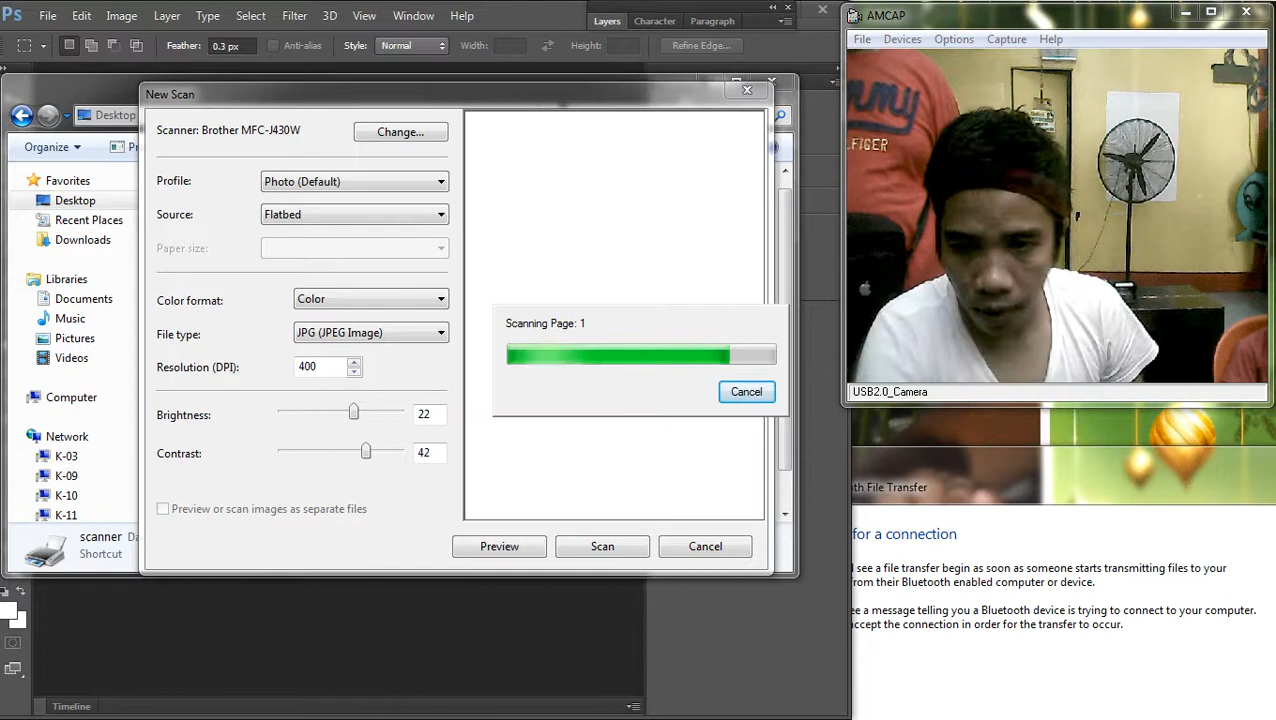 Ps File Edit Image Layer Type Select Filter 3D View Window Help
Layers Character Paragraph
Feather: 0.3 px Anti-alias Style: Normal Width: Height: Refine Edge...
AMCAP
File Devices Options Capture Help
FIGER
USB2.0_Camera
Desktop
Organize
Favorites
Desktop
Recent Places
Downloads
Libraries
Documents
Music
Pictures
Videos
Computer
Network
K-03
K-09
K-10
K-11
scanner
Shortcut
New Scan
Scanner: Brother MFC-J430W
Change...
Profile: Photo (Default)
Source: Flatbed
Paper size:
Color format: Color
File type: JPG (JPEG Image)
Resolution (DPI): 400
Brightness: 22
Contrast: 42
Preview or scan images as separate files
Preview Scan Cancel
Scanning Page: 1
Cancel
th File Transfer
for a connection
see a file transfer begin as soon as someone starts transmitting files to your
from their Bluetooth enabled computer or device.
ee a message telling you a Bluetooth device is trying to connect to your computer.
accept the connection in order for the transfer to occur.
Timeline